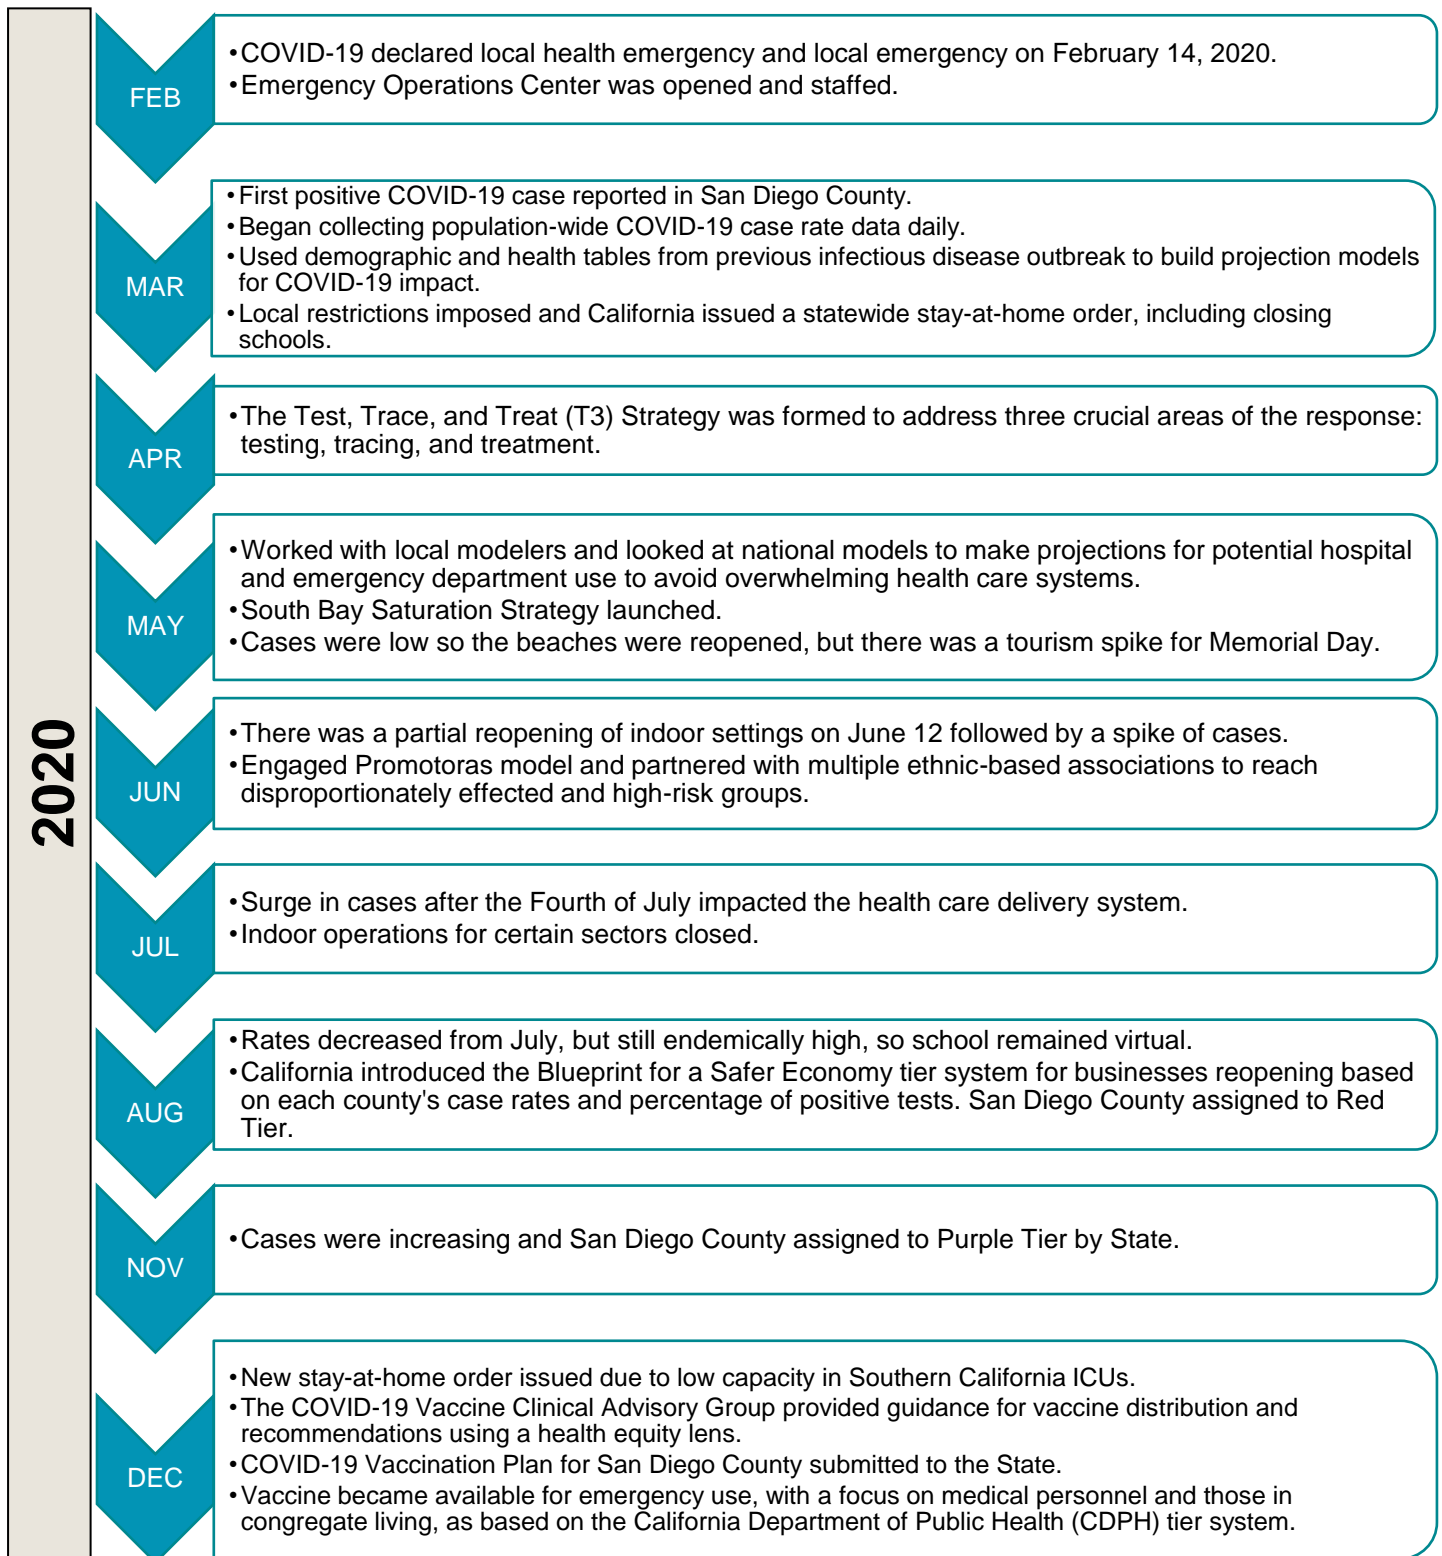 2020
FEB
•COVID-19 declared local health emergency and local emergency on February 14, 2020.
•Emergency Operations Center was opened and staffed.
MAR
•First positive COVID-19 case reported in San Diego County.
•Began collecting population-wide COVID-19 case rate data daily.
•Used demographic and health tables from previous infectious disease outbreak to build projection models
for COVID-19 impact.
•Local restrictions imposed and California issued a statewide stay-at-home order, including closing
schools.
APR
•The Test, Trace, and Treat (T3) Strategy was formed to address three crucial areas of the response:
testing, tracing, and treatment.
MAY
•Worked with local modelers and looked at national models to make projections for potential hospital
and emergency department use to avoid overwhelming health care systems.
•South Bay Saturation Strategy launched.
•Cases were low so the beaches were reopened, but there was a tourism spike for Memorial Day.
JUN
•There was a partial reopening of indoor settings on June 12 followed by a spike of cases.
•Engaged Promotoras model and partnered with multiple ethnic-based associations to reach
disproportionately effected and high-risk groups.
JUL
•Surge in cases after the Fourth of July impacted the health care delivery system.
•Indoor operations for certain sectors closed.
AUG
•Rates decreased from July, but still endemically high, so school remained virtual.
•California introduced the Blueprint for a Safer Economy tier system for businesses reopening based
on each county's case rates and percentage of positive tests. San Diego County assigned to Red
Tier.
NOV
•Cases were increasing and San Diego County assigned to Purple Tier by State.
DEC
•New stay-at-home order issued due to low capacity in Southern California ICUs.
•The COVID-19 Vaccine Clinical Advisory Group provided guidance for vaccine distribution and
recommendations using a health equity lens.
•COVID-19 Vaccination Plan for San Diego County submitted to the State.
•Vaccine became available for emergency use, with a focus on medical personnel and those in
congregate living, as based on the California Department of Public Health (CDPH) tier system.